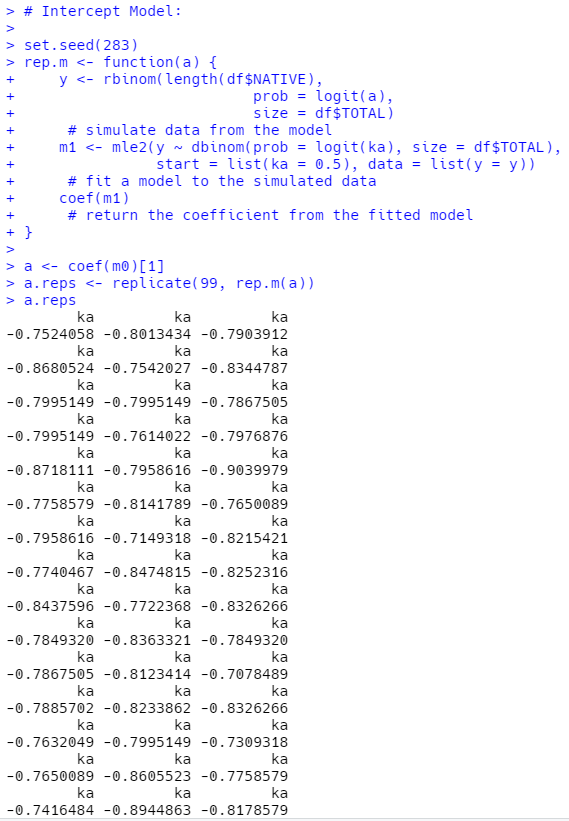 > # Intercept Model:
>
> set.seed(283)
> rep.m <- function(a) {
+     y <- rbinom(length(df$NATIVE),
+                            prob = logit(a),
+                            size = df$TOTAL)
+      # simulate data from the model
+     m1 <- mle2(y ~ dbinom(prob = logit(ka), size = df$TOTAL),
+                start = list(ka = 0.5), data = list(y = y))
+      # fit a model to the simulated data
+     coef(m1)
+      # return the coefficient from the fitted model
+ }
>
> a <- coef(m0)[1]
> a.reps <- replicate(99, rep.m(a))
> a.reps
        ka         ka         ka
-0.7524058 -0.8013434 -0.7903912
        ka         ka         ka
-0.8680524 -0.7542027 -0.8344787
        ka         ka         ka
-0.7995149 -0.7995149 -0.7867505
        ka         ka         ka
-0.7995149 -0.7614022 -0.7976876
        ka         ka         ka
-0.8718111 -0.7958616 -0.9039979
        ka         ka         ka
-0.7758579 -0.8141789 -0.7650089
        ka         ka         ka
-0.7958616 -0.7149318 -0.8215421
        ka         ka         ka
-0.7740467 -0.8474815 -0.8252316
        ka         ka         ka
-0.8437596 -0.7722368 -0.8326266
        ka         ka         ka
-0.7849320 -0.8363321 -0.7849320
        ka         ka         ka
-0.7867505 -0.8123414 -0.7078489
        ka         ka         ka
-0.7885702 -0.8233862 -0.8326266
        ka         ka         ka
-0.7632049 -0.7995149 -0.7309318
        ka         ka         ka
-0.7650089 -0.8605523 -0.7758579
        ka         ka         ka
-0.7416484 -0.8944863 -0.8178579